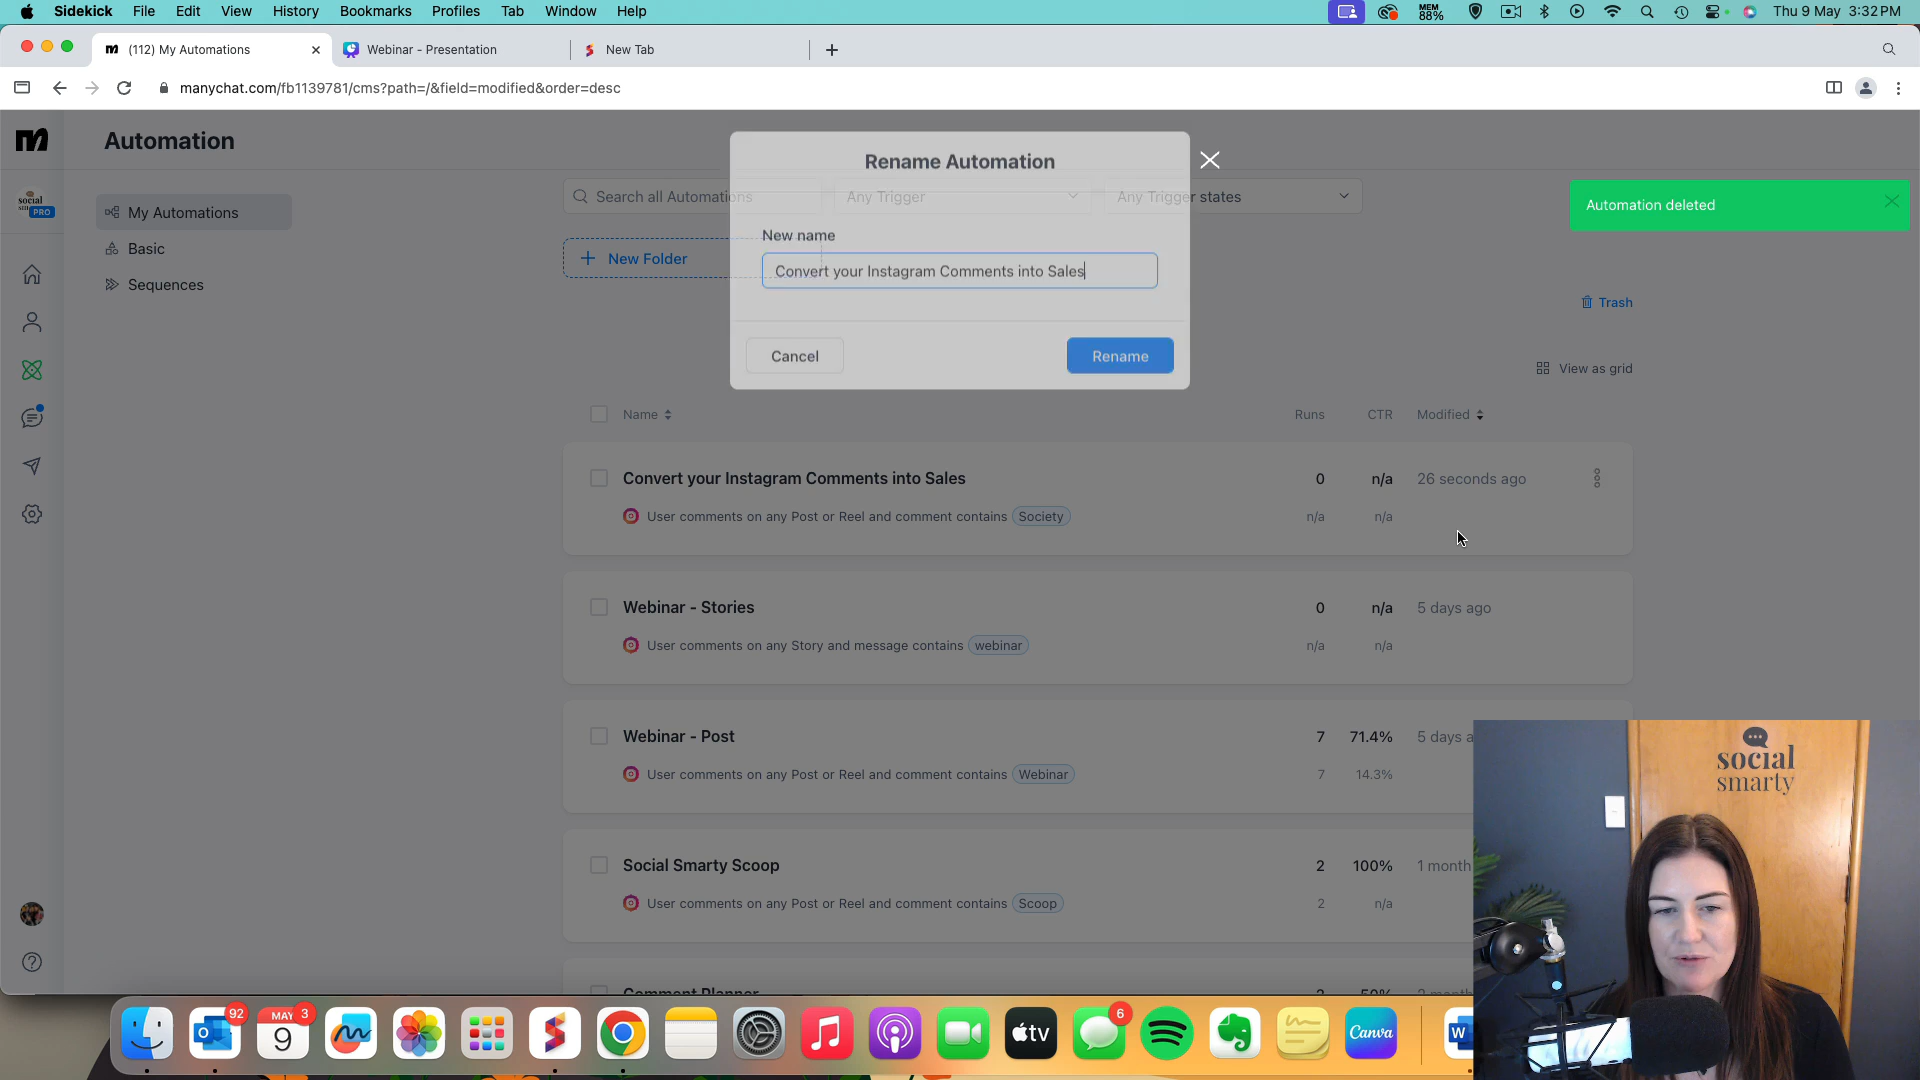 Sidekick File Edit View History Bookmarks Profiles Tab Window Help MEM 88% Thu 9 May 3:32 PM
(112) My Automations Webinar - Presentation New Tab
manychat.com/fb1139781/cms?path=/&field=modified&order=desc
Automation
Rename Automation
social
PRO
My Automations
Search all Automations Any Trigger Any Trigger states
Automation deleted
Basic
New name
New Folder
Convert your Instagram Comments into Sales
Sequences
Trash
Cancel Rename
View as grid
Name Runs CTR Modified
Convert your Instagram Comments into Sales 0 n/a 26 seconds ago
User comments on any Post or Reel and comment contains Society n/a n/a
Webinar - Stories 0 n/a 5 days ago
User comments on any Story and message contains webinar n/a n/a
Webinar - Post 7 71.4% 5 days a
User comments on any Post or Reel and comment contains Webinar 7 14.3%
social
smarty
Social Smarty Scoop 2 100% 1 month
User comments on any Post or Reel and comment contains Scoop 2 n/a
92 MAY 3 6
9 tv Canva W